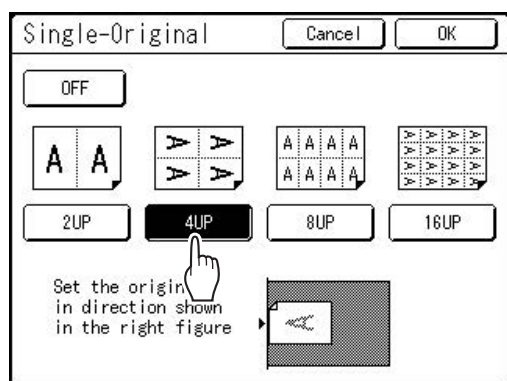 Single-Original Cancel OK
OFF
A A A A A A A A A A A A A A A A A A A A A A A A A A A A A A
2UP 4UP 8UP 16UP
Set the origin
in direction shown
in the right figure
A